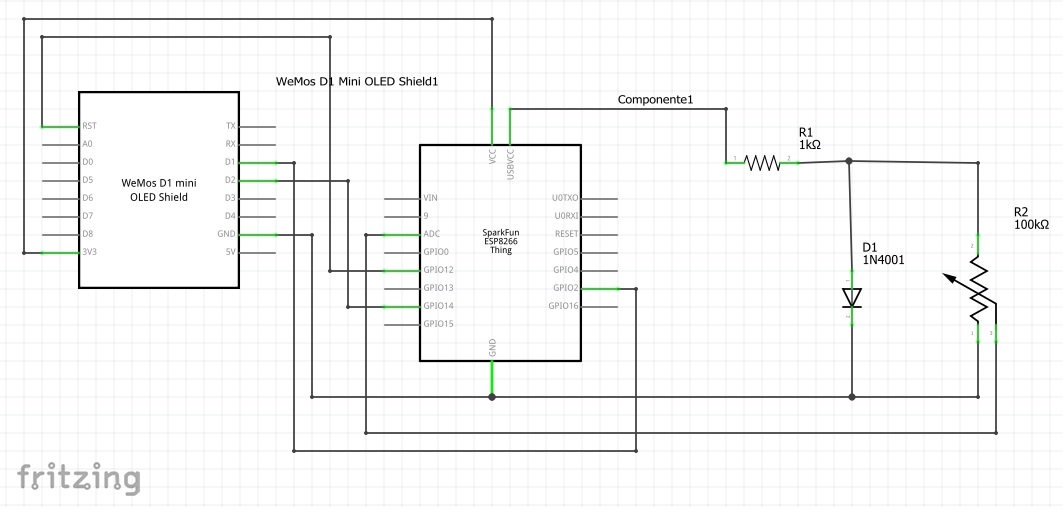 WeMos D1 Mini OLED Shield1
Componente1
RST
A0
D0
D5
D6
D7
D8
3V3
WeMos D1 mini
OLED Shield
TX
RX
D1
D2
D3
D4
GND
5V
VCC
USBVCC
VIN
9
ADC
GPIO0
GPIO12
GPIO13
GPIO14
GPIO15
SparkFun
ESP8266
Thing
U0TXO
U0RXI
RESET
GPIO5
GPIO4
GPIO2
GPIO16
GND
R1
1kΩ
1
2
D1
1N4001
R2
100kΩ
2
1
3
fritzing